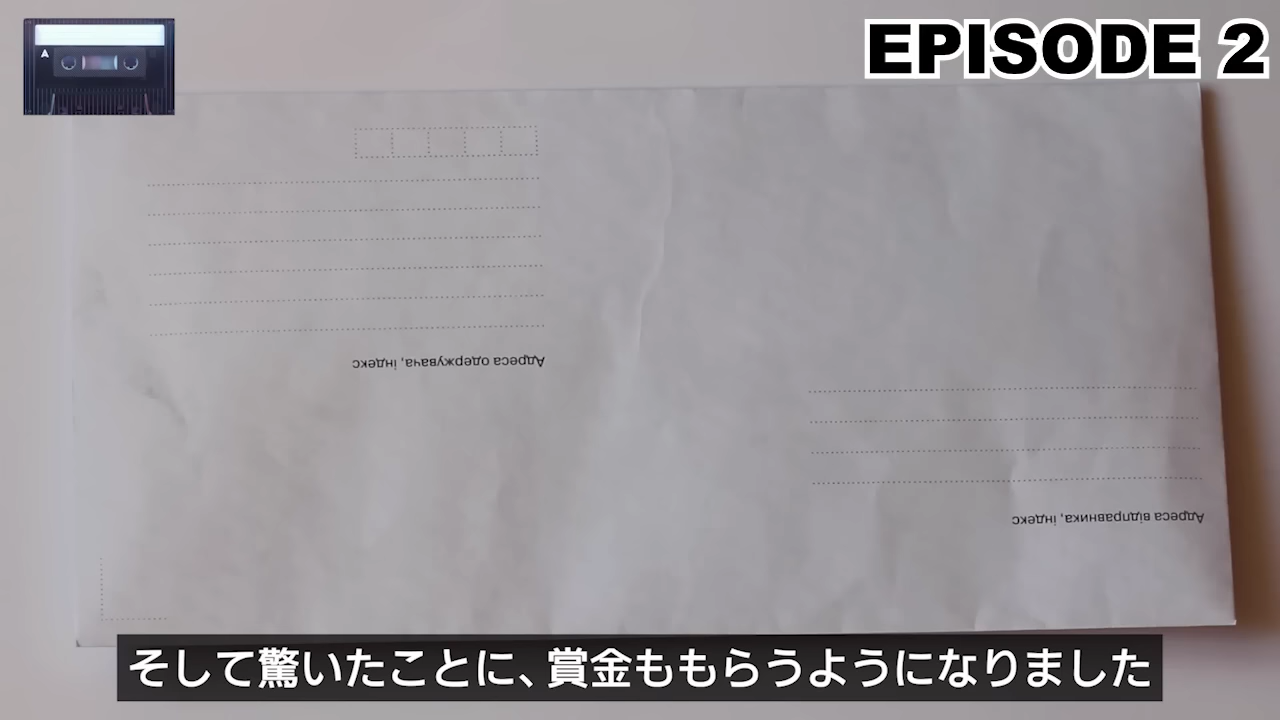 A
EPISODE 2
Адреса одержувача, індекс
Адреса відправника, індекс
そして驚いたことに、賞金ももらうようになりました